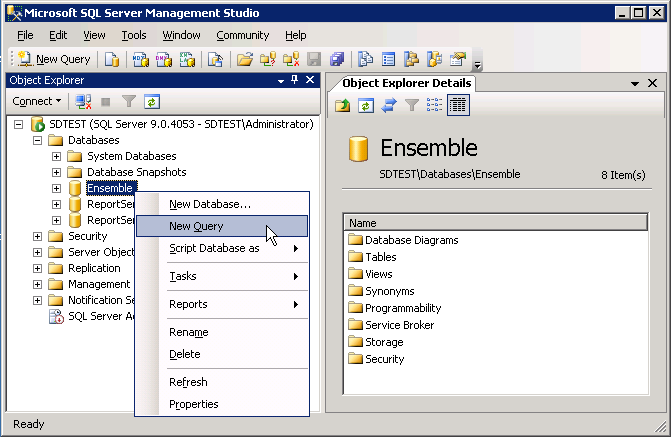 Microsoft SQL Server Management Studio
File Edit View Tools Window Community Help
New Query
Object Explorer
Connect
SDTEST (SQL Server 9.0.4053 - SDTEST\Administrator)
Databases
System Databases
Database Snapshots
Ensemble
ReportSer
ReportSer
Security
Server Objec
Replication
Management
Notification Se
SQL Server A
New Database...
New Query
Script Database as
Tasks
Reports
Rename
Delete
Refresh
Properties
Object Explorer Details
Ensemble
SDTEST\Databases\Ensemble 8 Item(s)
Name
Database Diagrams
Tables
Views
Synonyms
Programmability
Service Broker
Storage
Security
Ready